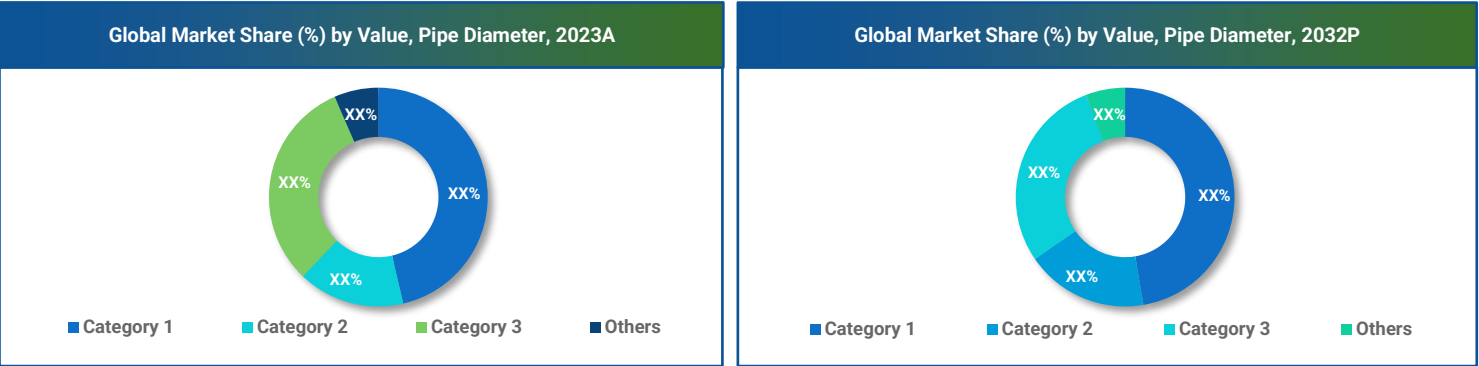 Global Market Share (%) by Value, Pipe Diameter, 2023A
XX%
XX%
XX%
XX%
Category 1
Category 2
Category 3
Others
Global Market Share (%) by Value, Pipe Diameter, 2032P
XX%
XX%
XX%
XX%
Category 1
Category 2
Category 3
Others